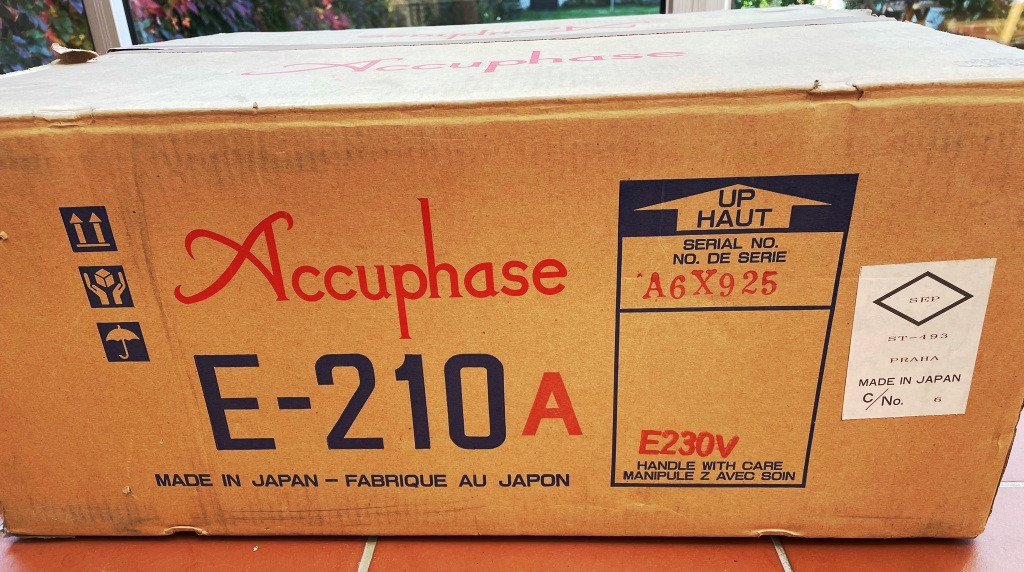 Accuphase
Accuphase
Accuphase
E-210A
MADE IN JAPAN – FABRIQUE AU JAPON
UP
HAUT
SERIAL NO.
NO. DE SERIE
A6X925
E230V
HANDLE WITH CARE
MANIPULE Z AVEC SOIN
SEP
ST-493
PRAHA
MADE IN JAPAN
C/No. 6